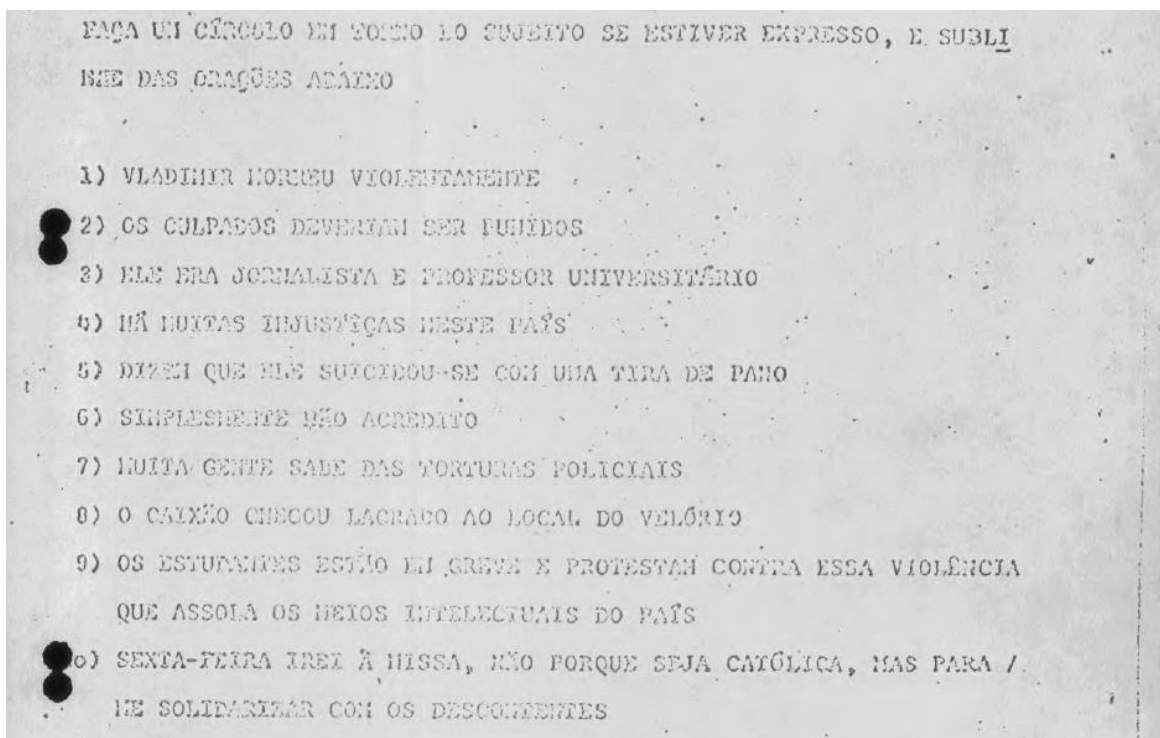 FAÇA UM CÍRCULO EM TORNO DO SUJEITO SE ESTIVER EXPRESSO, E SUBLI
NHE DAS ORAÇÕES ABAIXO
1) VLADIMIR MORREU VIOLENTAMENTE
2) OS CULPADOS DEVERIAM SER PUNIDOS
3) ELE ERA JORNALISTA E PROFESSOR UNIVERSITÁRIO
4) HÁ MUITAS INJUSTIÇAS NESTE PAÍS
5) DIZEM QUE ELE SUICIDOU-SE COM UMA TIRA DE PANO
6) SIMPLESMENTE NÃO ACREDITO
7) MUITA GENTE SABE DAS TORTURAS POLICIAIS
8) O CAIXÃO CHEGOU LACRADO AO LOCAL DO VELÓRIO
9) OS ESTUDANTES ESTÃO EM GREVE E PROTESTAM CONTRA ESSA VIOLÊNCIA
QUE ASSOLA OS MEIOS INTELECTUAIS DO PAÍS
o) SEXTA-FEIRA IREI À MISSA, NÃO PORQUE SEJA CATÓLICA, MAS PARA /
ME SOLIDARIZAR COM OS DESCONTENTES